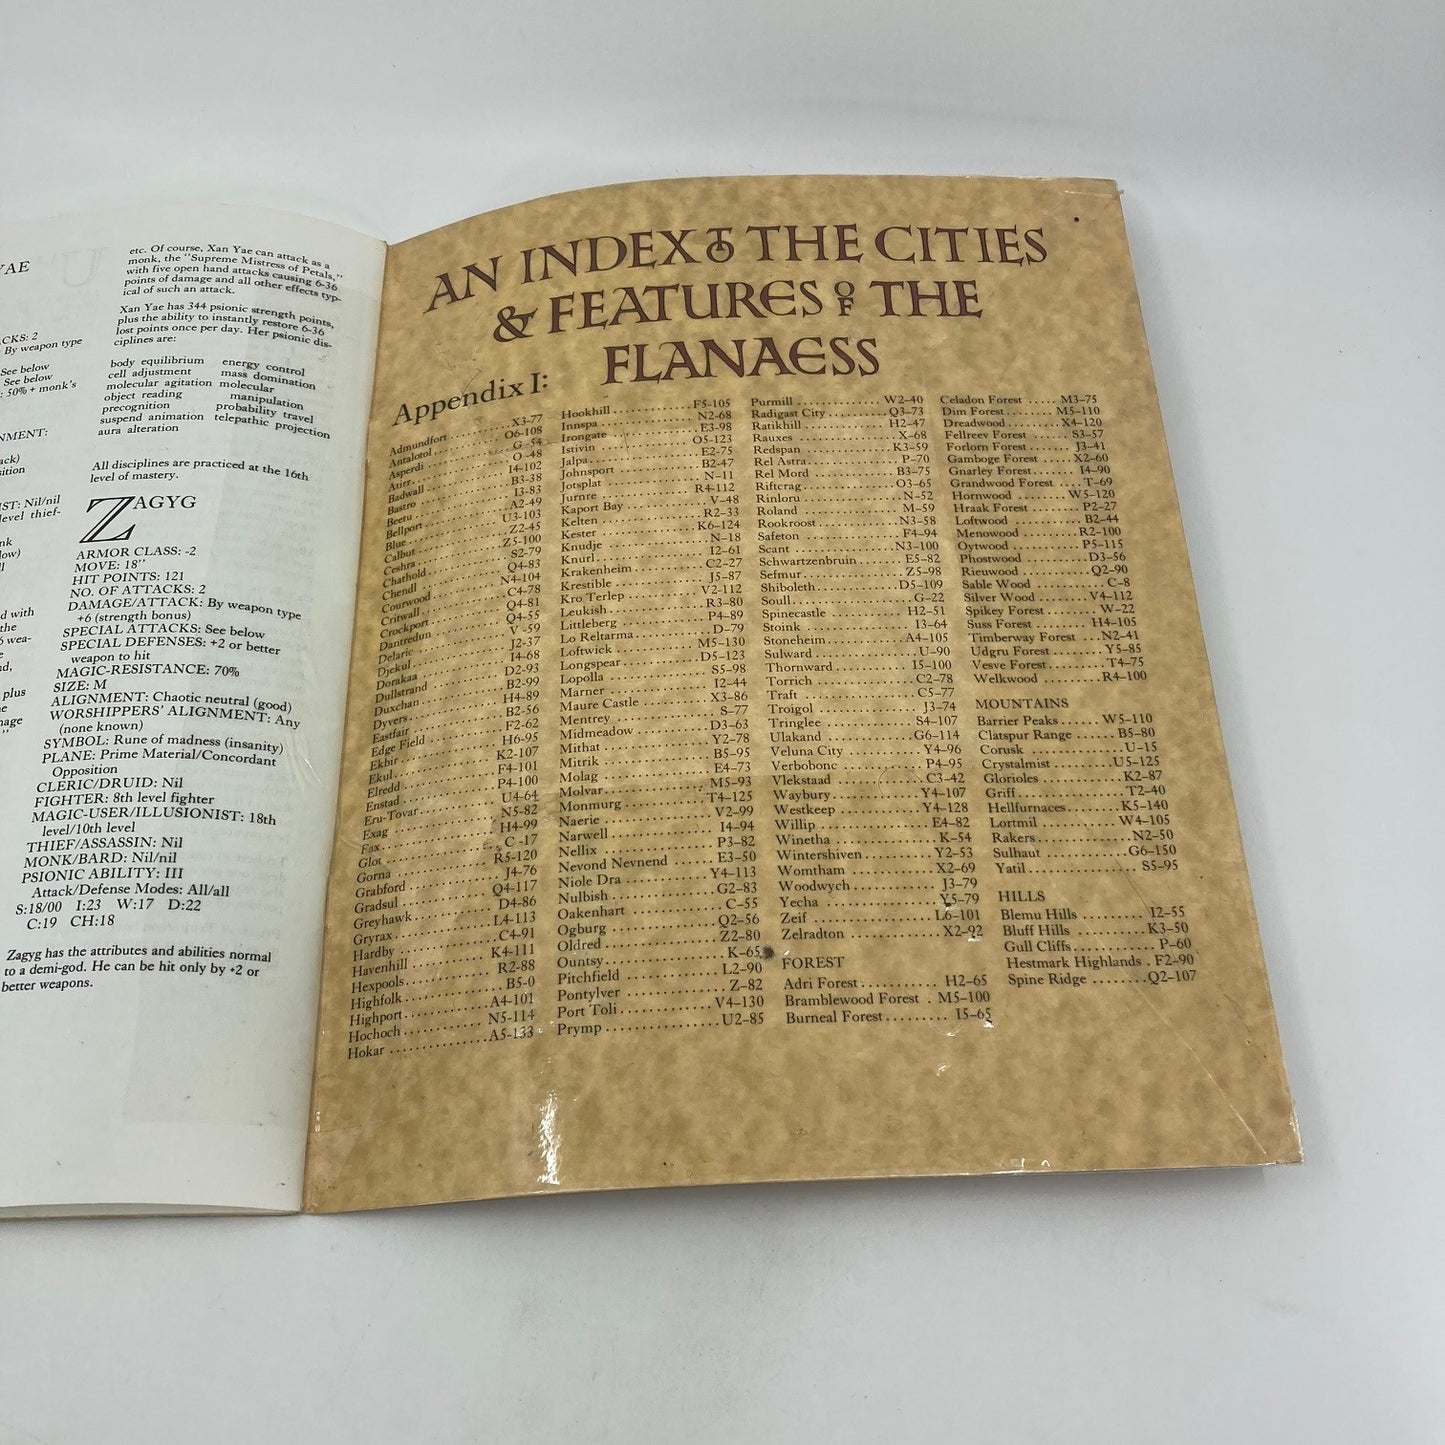 YAE
CKS: 2
By weapon type
See below
See below
: 50% + monk's
NMENT:
ack)
sition
IST: Nil/nil
level thief-
low)
d with
the
6 wea-
plus
etc. Of course, Xan Yae can attack as a
monk, the "Supreme Mistress of Petals,"
with five open hand attacks causing 6-36
points of damage and all other effects typ-
ical of such an attack.
Xan Yae has 344 psionic strength points,
plus the ability to instantly restore 6-36
lost points once per day. Her psionic dis-
ciplines are:
body equilibrium energy control
cell adjustment mass domination
molecular agitation molecular
object reading manipulation
precognition probability travel
suspend animation telepathic projection
aura alteration
All disciplines are practiced at the 16th
level of mastery.
ZAGYG
ARMOR CLASS: -2
MOVE: 18"
HIT POINTS: 121
NO. OF ATTACKS: 2
DAMAGE/ATTACK: By weapon type
+6 (strength bonus)
SPECIAL ATTACKS: See below
SPECIAL DEFENSES: +2 or better
weapon to hit
MAGIC-RESISTANCE: 70%
SIZE: M
ALIGNMENT: Chaotic neutral (good)
WORSHIPPERS' ALIGNMENT: Any
(none known)
SYMBOL: Rune of madness (insanity)
PLANE: Prime Material/Concordant
Opposition
CLERIC/DRUID: Nil
FIGHTER: 8th level fighter
MAGIC-USER/ILLUSIONIST: 18th
level/10th level
THIEF/ASSASSIN: Nil
MONK/BARD: Nil/nil
PSIONIC ABILITY: III
Attack/Defense Modes: All/all
S:18/00 I:23 W:17 D:22
C:19 CH:18
Zagyg has the attributes and abilities normal
to a demi-god. He can be hit only by +2 or
better weapons.
AN INDEX TO THE CITIES
& FEATURES OF THE
FLANAESS
Appendix I:
Admundfort ........ X3-77
Antalotol ........ O6-108
Asperdi ........ G-54
Atirr ........ O-48
Badwall ........ I4-102
Bastro ........ B3-38
Beetu ........ I3-83
Bellport ........ A2-49
Blue ........ U3-103
Calbut ........ Z2-45
Ceshra ........ Z5-100
Chathold ........ S2-79
Chendl ........ Q4-83
Courwood ........ N4-104
Critwall ........ C4-78
Crockport ........ Q4-81
Dantredun ........ Q4-55
Delaric ........ V-59
Djekul ........ J2-37
Dorakaa ........ I4-68
Dullstrand ........ D2-93
Duxchan ........ B2-99
Dyvers ........ H4-89
Eastfair ........ B2-56
Edge Field ........ F2-62
Ekbir ........ H6-95
Ekul ........ K2-107
Elredd ........ F4-101
Enstad ........ P4-100
Eru-Tovar ........ U4-64
Exag ........ N5-82
Fax ........ H4-99
Glot ........ C-17
Gorna ........ R5-120
Grabford ........ J4-76
Gradsul ........ Q4-117
Greyhawk ........ D4-86
Gryrax ........ L4-113
Hardby ........ C4-91
Havenhill ........ K4-111
Hexpools ........ R2-88
Highfolk ........ B5-0
Highport ........ A4-101
Hochoch ........ N5-114
Hokar ........ A5-133
Hookhill ........ F5-105
Innspa ........ N2-68
Irongate ........ E3-98
Istivin ........ O5-123
Jalpa ........ E2-75
Johnsport ........ B2-47
Jotsplat ........ N-11
Jurnre ........ R4-112
Kaport Bay ........ V-48
Kelten ........ R2-33
Kester ........ K6-124
Knudje ........ N-18
Knurl ........ I2-61
Krakenheim ........ C2-27
Krestible ........ J5-87
Kro Terlep ........ V2-112
Leukish ........ R3-80
Littleberg ........ P4-89
Lo Reltarma ........ D-79
Loftwick ........ M5-130
Longspear ........ D5-123
Lopolla ........ S5-98
Marner ........ I2-44
Maure Castle ........ X3-86
Mentrey ........ S-77
Midmeadow ........ D3-63
Mithat ........ Y2-78
Mitrik ........ B5-95
Molag ........ E4-73
Molvar ........ M5-93
Monmurg ........ T4-125
Naerie ........ V2-99
Narwell ........ I4-94
Nellix ........ P3-82
Nevond Nevnend ...... E3-50
Niole Dra ........ Y4-113
Nulbish ........ G2-83
Oakenhart ........ C-55
Ogburg ........ Q2-56
Oldred ........ Z2-80
Ountsy ........ K-65
Pitchfield ........ L2-90
Pontylver ........ Z-82
Port Toli ........ V4-130
Prymp ........ U2-85
Purmill ........ W2-40
Radigast City ........ Q3-73
Ratikhill ........ H2-47
Rauxes ........ X-68
Redspan ........ K3-59
Rel Astra ........ P-70
Rel Mord ........ B3-75
Riftcrag ........ O3-65
Rinloru ........ N-52
Roland ........ M-59
Rookroost ........ N3-58
Safeton ........ F4-94
Scant ........ N3-100
Schwartzenbruin ........ E5-82
Sefmur ........ Z5-98
Shiboleth ........ D5-109
Soull ........ G-22
Spinecastle ........ H2-51
Stoink ........ I3-64
Stoneheim ........ A4-105
Sulward ........ U-90
Thornward ........ I5-100
Torrich ........ C2-78
Traft ........ C5-77
Troigol ........ J3-74
Tringlee ........ S4-107
Ulakand ........ G6-114
Veluna City ........ Y4-96
Verbobonc ........ P4-95
Vlekstaad ........ C3-42
Waybury ........ Y4-107
Westkeep ........ Y4-128
Willip ........ E4-82
Winetha ........ K-54
Wintershiven ........ Y2-53
Womtham ........ X2-69
Woodwych ........ J3-79
Yecha ........ Y5-79
Zeif ........ L6-101
Zelradton ........ X2-92
FOREST
Adri Forest ........ H2-65
Bramblewood Forest . M5-100
Burneal Forest ........ I5-65
Celadon Forest ..... M3-75
Dim Forest ...... M5-110
Dreadwood ........ X4-120
Fellreev Forest ...... S3-57
Forlorn Forest ....... J3-41
Gamboge Forest .... X2-60
Gnarley Forest ...... I4-90
Grandwood Forest .... T-69
Hornwood ........ W5-120
Hraak Forest ........ P2-27
Loftwood ........ B2-44
Menowood ........ R2-100
Oytwood ........ P5-115
Phostwood ........ D3-56
Rieuwood ........ Q2-90
Sable Wood ........ C-8
Silver Wood ........ V4-112
Spikey Forest ........ W-22
Suss Forest ........ H4-105
Timberway Forest ...N2-41
Udgru Forest ....... Y5-85
Vesve Forest ........ T4-75
Welkwood ........ R4-100
MOUNTAINS
Barrier Peaks ...... W5-110
Clatspur Range ...... B5-80
Corusk ........ U-15
Crystalmist ........ U5-125
Glorioles ........ K2-87
Griff ........ T2-40
Hellfurnaces ........ K5-140
Lortmil ........ W4-105
Rakers ........ N2-50
Sulhaut ........ G6-150
Yatil ........ S5-95
HILLS
Blemu Hills ......... I2-55
Bluff Hills ......... K3-50
Gull Cliffs ......... P-60
Hestmark Highlands . F2-90
Spine Ridge ........ Q2-107